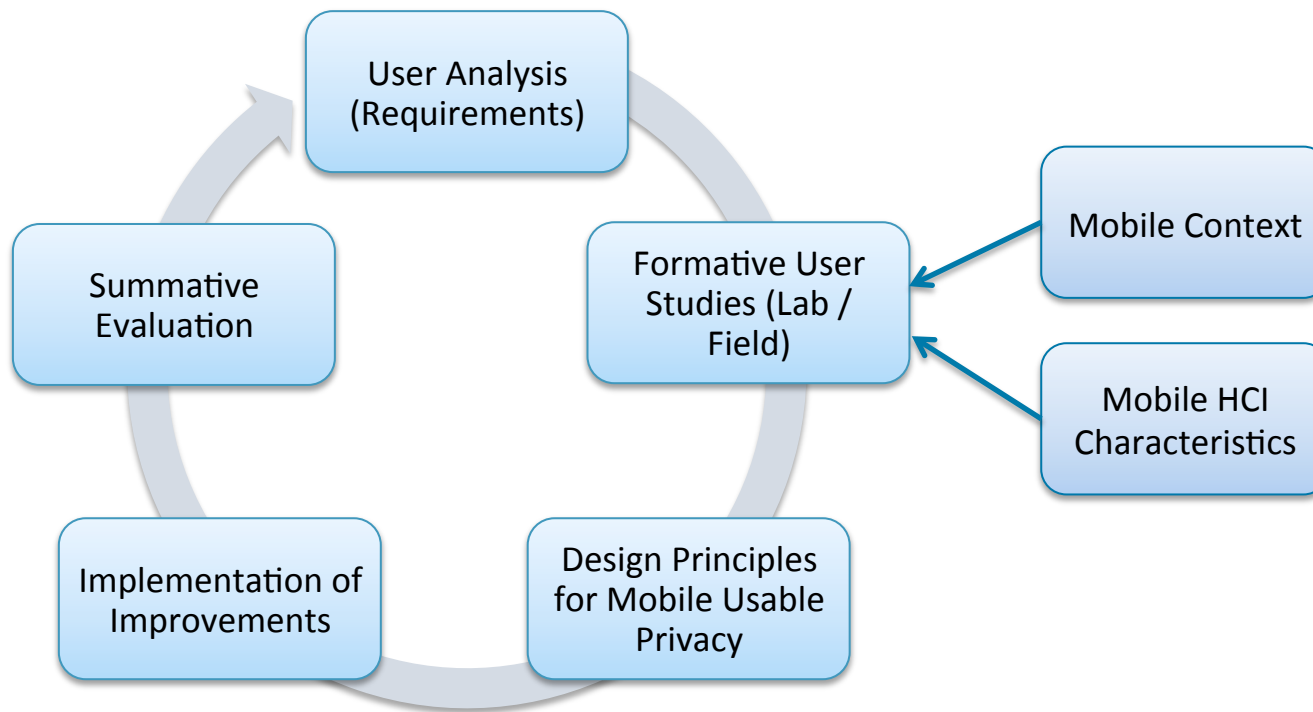 User Analysis
(Requirements)
Formative User
Studies (Lab /
Field)
Mobile Context
Mobile HCI
Characteristics
Design Principles
for Mobile Usable
Privacy
Implementation of
Improvements
Summative
Evaluation